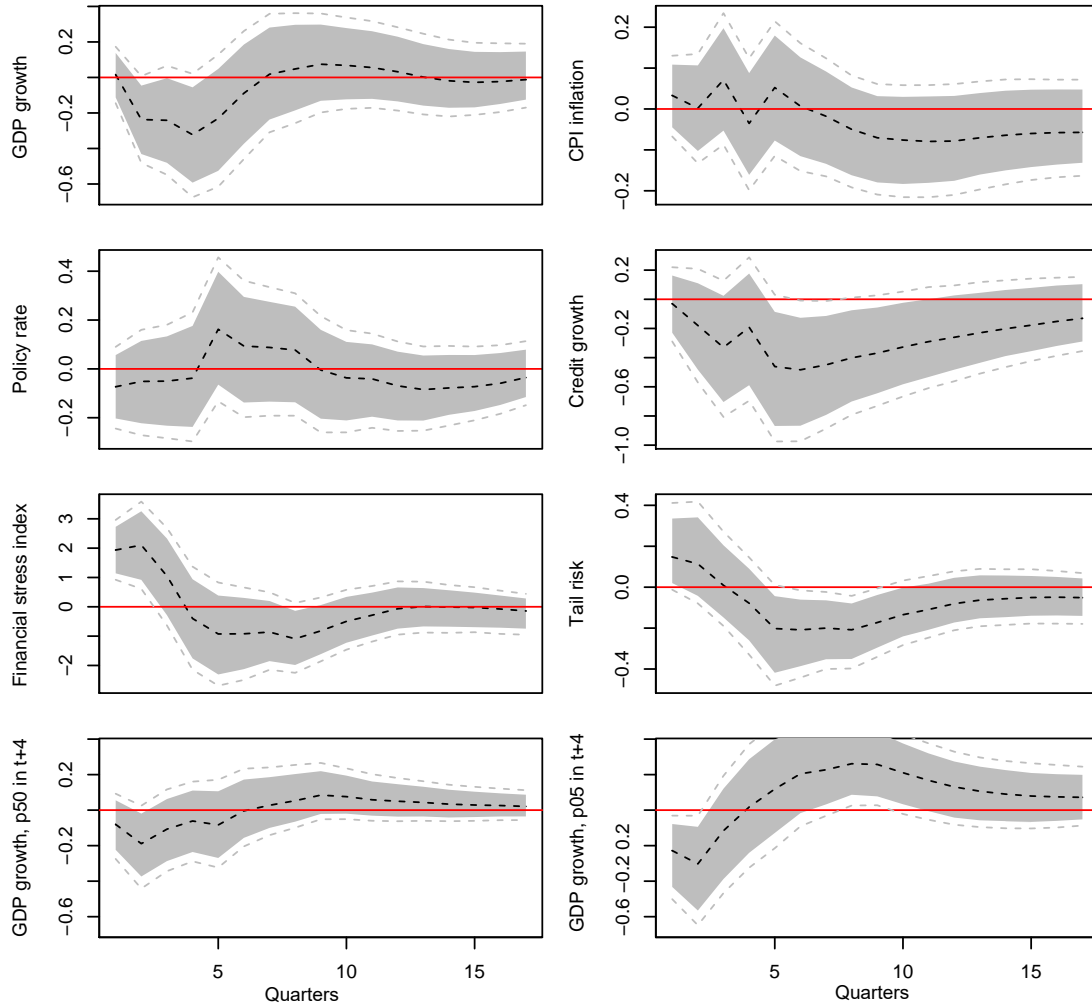 GDP growth
0.2
−0.2
−0.6
CPI inflation
0.2
0.0
−0.2
Policy rate
0.4
0.2
0.0
−0.2
Credit growth
0.2
−0.2
−0.6
−1.0
Financial stress index
3
2
1
0
−2
Tail risk
0.4
0.0
−0.4
GDP growth, p50 in t+4
0.2
−0.2
−0.6
GDP growth, p05 in t+4
0.2
−0.2
−0.6
5 10 15
Quarters
5 10 15
Quarters